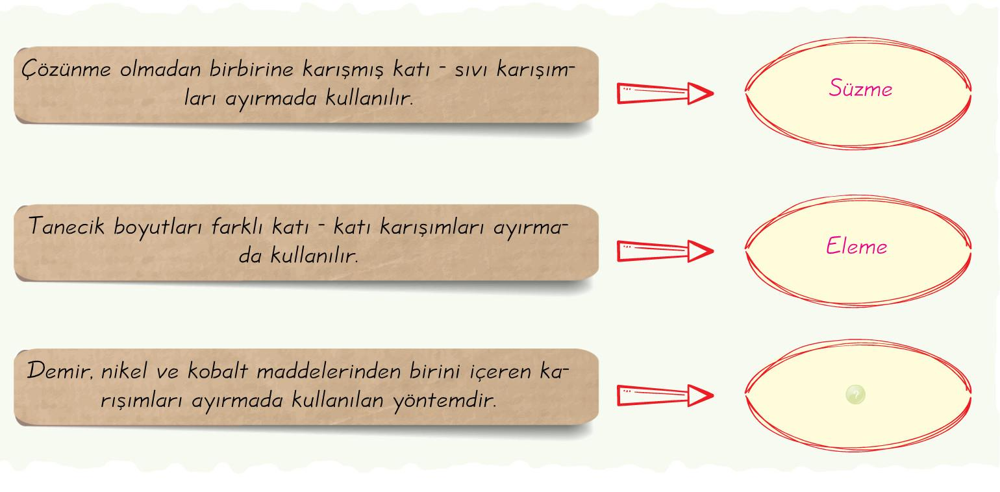 Çözünme olmadan birbirine karışmış katı - sıvı karışım-
ları ayırmada kullanılır.
Süzme
Tanecik boyutları farklı katı - katı karışımları ayırma-
da kullanılır.
Eleme
Demir, nikel ve kobalt maddelerinden birini içeren ka-
rışımları ayırmada kullanılan yöntemdir.
?